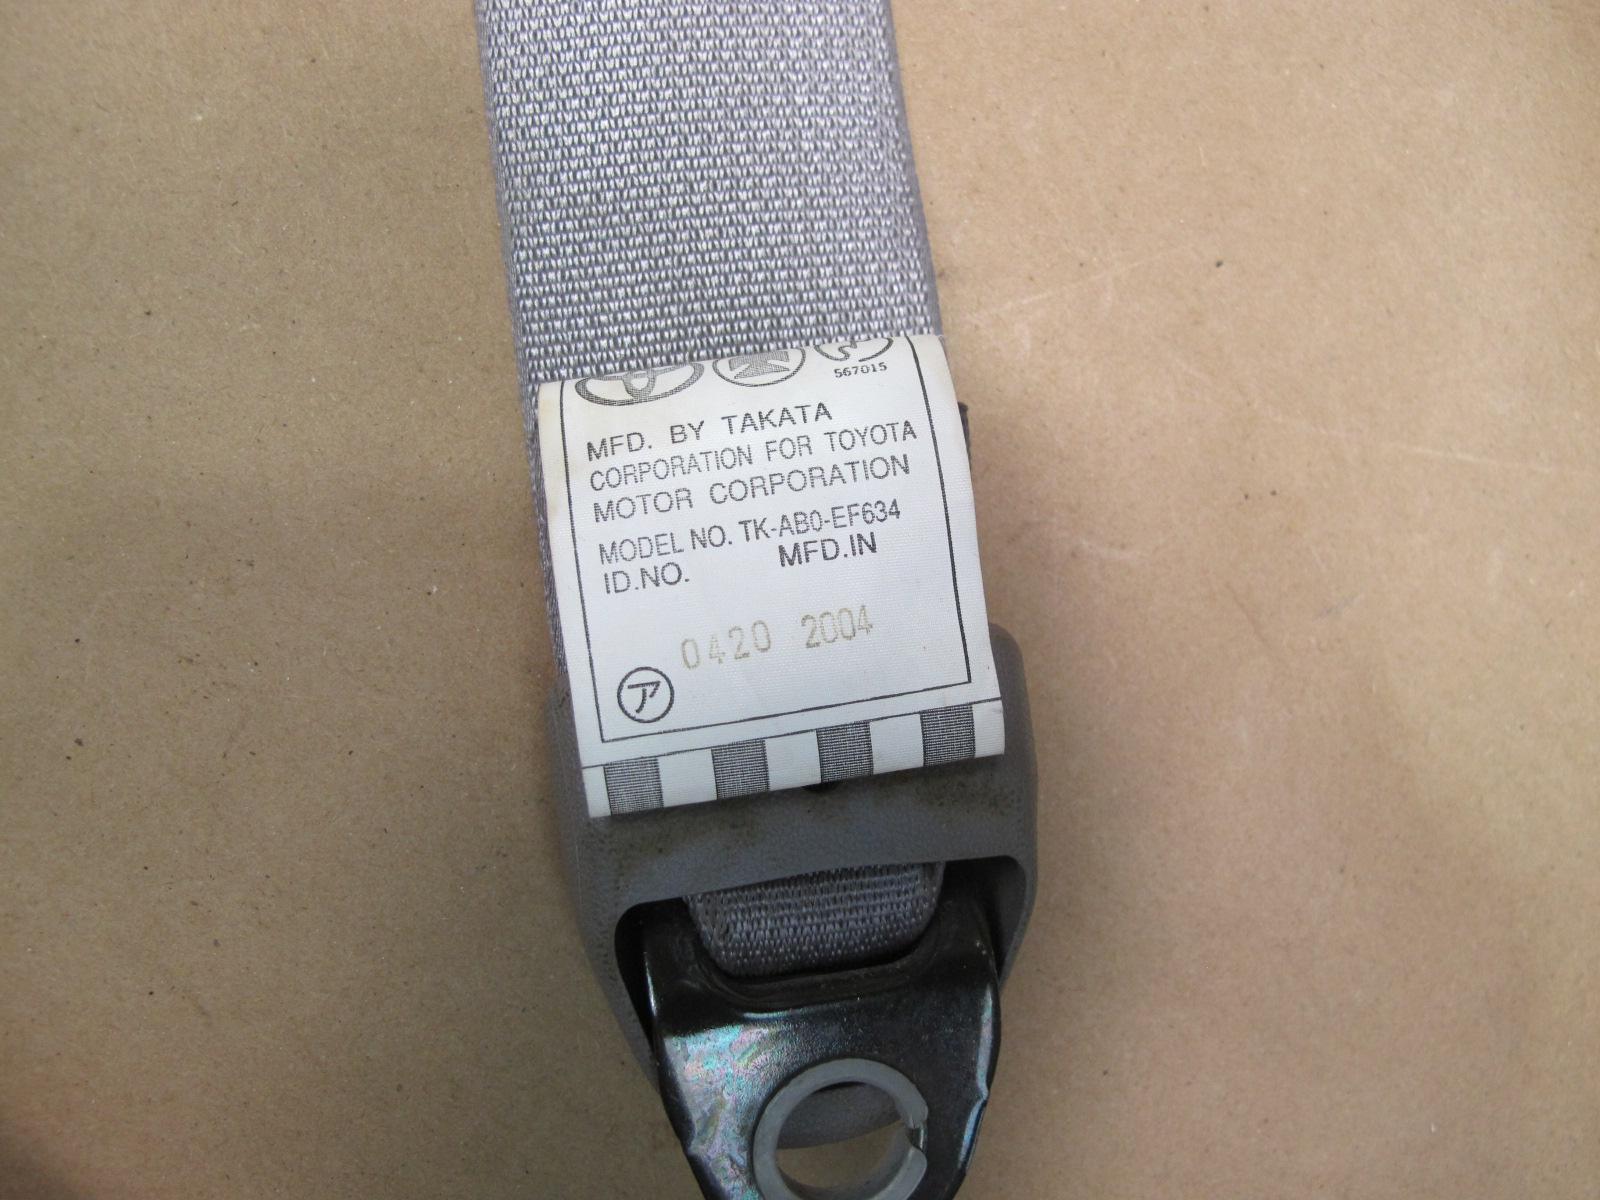 567015
MFD. BY TAKATA
CORPORATION FOR TOYOTA
MOTOR CORPORATION
MODEL NO. TK-AB0-EF634
ID.NO. MFD.IN
0420 2004
ア